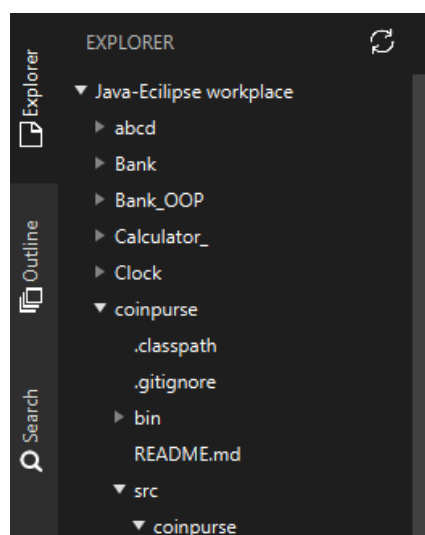 Explorer
Outline
Search
EXPLORER
Java-Ecilipse workplace
abcd
Bank
Bank_OOP
Calculator_
Clock
coinpurse
.classpath
.gitignore
bin
README.md
src
coinpurse